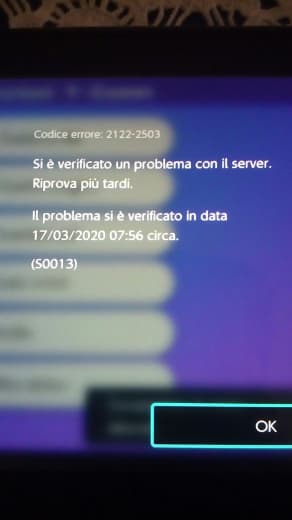 Codice errore: 2122-2503
Si è verificato un problema con il server.
Riprova più tardi.
Il problema si è verificato in data
17/03/2020 07:56 circa.
(S0013)
OK